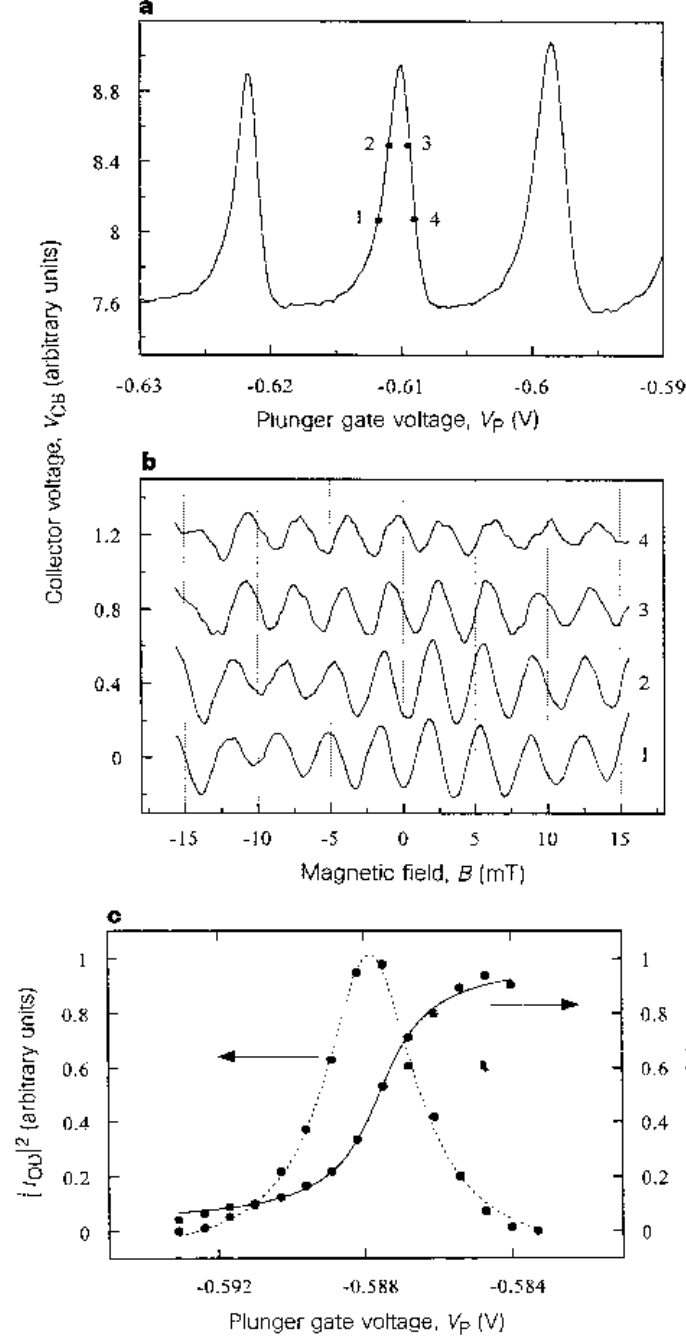 a
8.8
8.4
8
7.6
2 3
1 4
-0.63 -0.62 -0.61 -0.6 -0.59
Plunger gate voltage, VP (V)
Collector voltage, VCB (arbitrary units)
b
1.2
0.8
0.4
0
4
3
2
1
-15 -10 -5 0 5 10 15
Magnetic field, B (mT)
c
1 1
0.8 0.8
0.6 0.6
0.4 0.4
0.2 0.2
0 0
|tQD|2 (arbitrary units)
-0.592 -0.588 -0.584
Plunger gate voltage, VP (V)